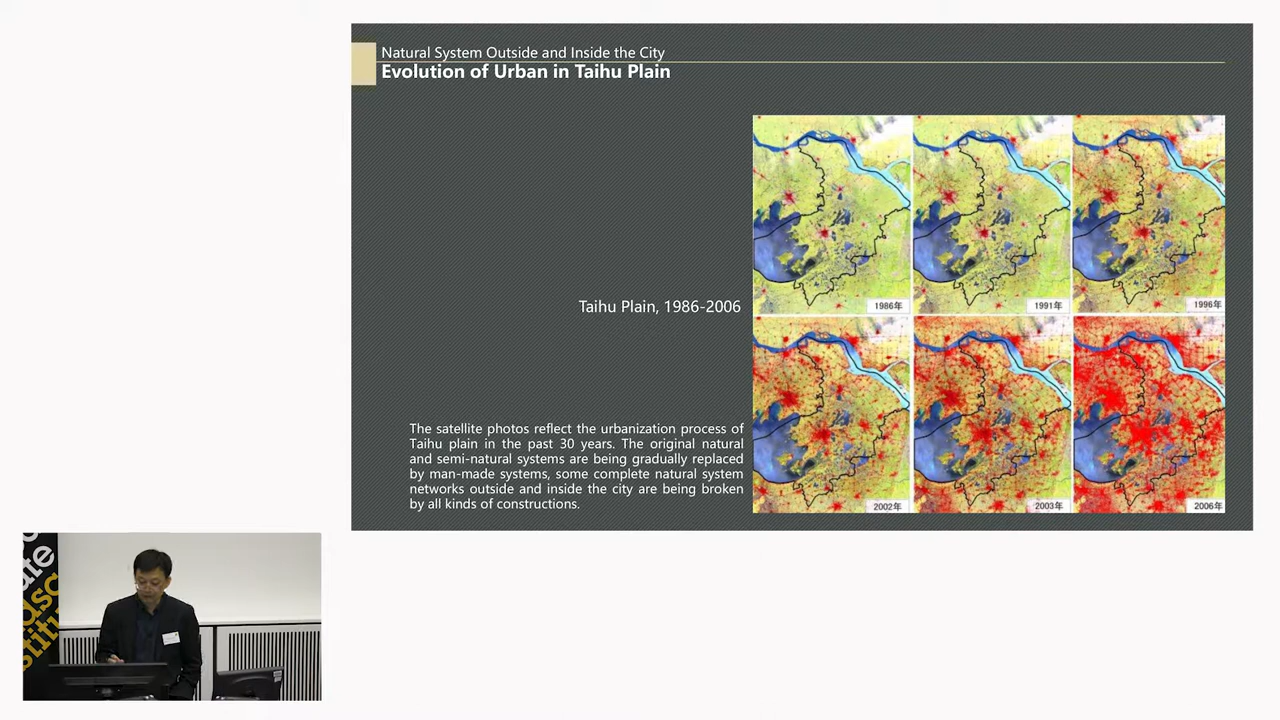 Natural System Outside and Inside the City
Evolution of Urban in Taihu Plain
Taihu Plain, 1986-2006
1986年
1991年
1996年
2002年
2003年
2006年
The satellite photos reflect the urbanization process of
Taihu plain in the past 30 years. The original natural
and semi-natural systems are being gradually replaced
by man-made systems, some complete natural system
networks outside and inside the city are being broken
by all kinds of constructions.